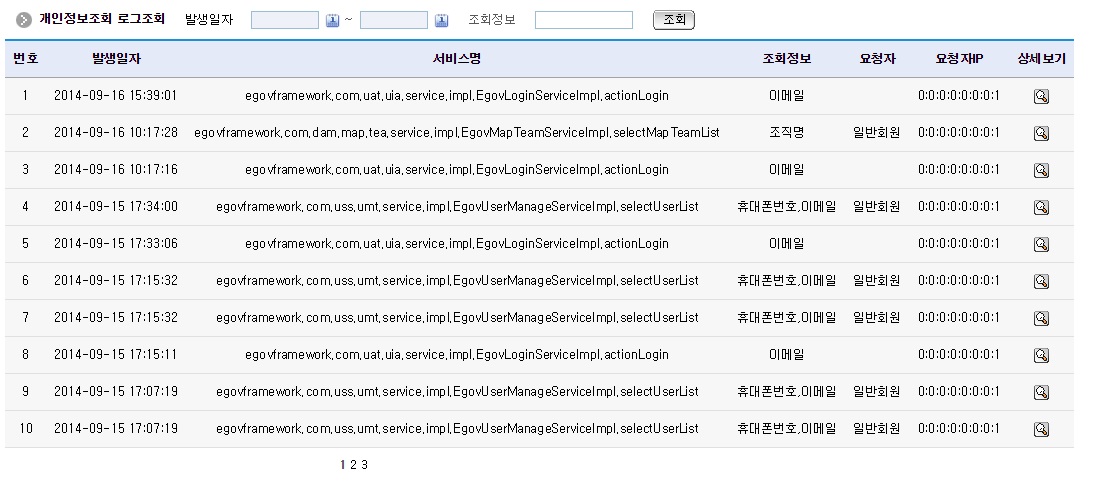 개인정보조회 로그조회 발생일자 ~ 조회정보 조회
번호 발생일자 서비스명 조회정보 요청자 요청자IP 상세보기
1 2014-09-16 15:39:01 egovframework.com.uat.uia.service.impl.EgovLoginServiceImpl.actionLogin 이메일 0:0:0:0:0:0:0:1
2 2014-09-16 10:17:28 egovframework.com.dam.map.tea.service.impl.EgovMapTeamServiceImpl.selectMapTeamList 조직명 일반회원 0:0:0:0:0:0:0:1
3 2014-09-16 10:17:16 egovframework.com.uat.uia.service.impl.EgovLoginServiceImpl.actionLogin 이메일 0:0:0:0:0:0:0:1
4 2014-09-15 17:34:00 egovframework.com.uss.umt.service.impl.EgovUserManageServiceImpl.selectUserList 휴대폰번호,이메일 일반회원 0:0:0:0:0:0:0:1
5 2014-09-15 17:33:06 egovframework.com.uat.uia.service.impl.EgovLoginServiceImpl.actionLogin 이메일 0:0:0:0:0:0:0:1
6 2014-09-15 17:15:32 egovframework.com.uss.umt.service.impl.EgovUserManageServiceImpl.selectUserList 휴대폰번호,이메일 일반회원 0:0:0:0:0:0:0:1
7 2014-09-15 17:15:32 egovframework.com.uss.umt.service.impl.EgovUserManageServiceImpl.selectUserList 휴대폰번호,이메일 일반회원 0:0:0:0:0:0:0:1
8 2014-09-15 17:15:11 egovframework.com.uat.uia.service.impl.EgovLoginServiceImpl.actionLogin 이메일 0:0:0:0:0:0:0:1
9 2014-09-15 17:07:19 egovframework.com.uss.umt.service.impl.EgovUserManageServiceImpl.selectUserList 휴대폰번호,이메일 일반회원 0:0:0:0:0:0:0:1
10 2014-09-15 17:07:19 egovframework.com.uss.umt.service.impl.EgovUserManageServiceImpl.selectUserList 휴대폰번호,이메일 일반회원 0:0:0:0:0:0:0:1
1 2 3